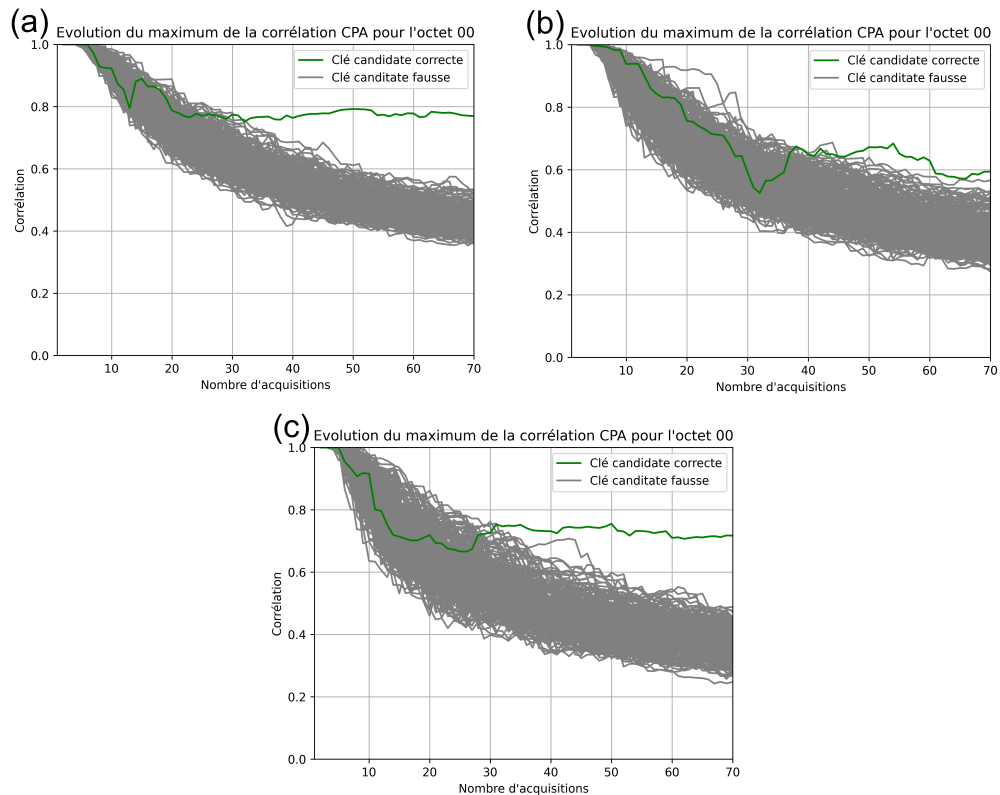 (a)
Evolution du maximum de la corrélation CPA pour l'octet 00
Clé candidate correcte
Clé canditate fausse
1.0
0.8
0.6
0.4
0.2
0.0
Corrélation
10 20 30 40 50 60 70
Nombre d'acquisitions
(b)
Evolution du maximum de la corrélation CPA pour l'octet 00
Clé candidate correcte
Clé canditate fausse
1.0
0.8
0.6
0.4
0.2
0.0
Corrélation
10 20 30 40 50 60 70
Nombre d'acquisitions
(c)
Evolution du maximum de la corrélation CPA pour l'octet 00
Clé candidate correcte
Clé canditate fausse
1.0
0.8
0.6
0.4
0.2
0.0
Corrélation
10 20 30 40 50 60 70
Nombre d'acquisitions